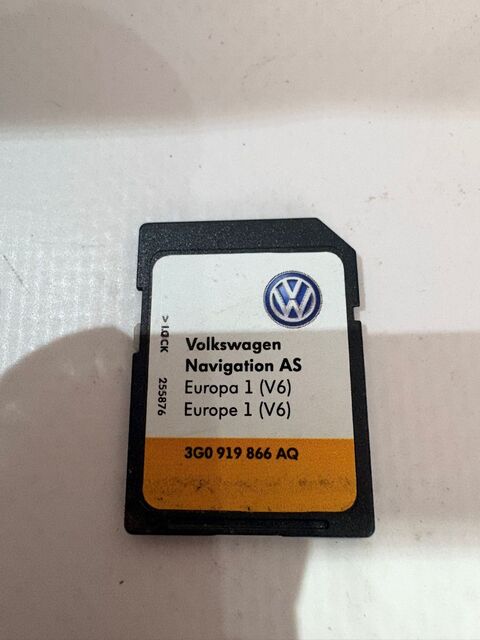 Volkswagen
Navigation AS
Europa 1 (V6)
Europe 1 (V6)
3G0 919 866 AQ
> LOCK
255876